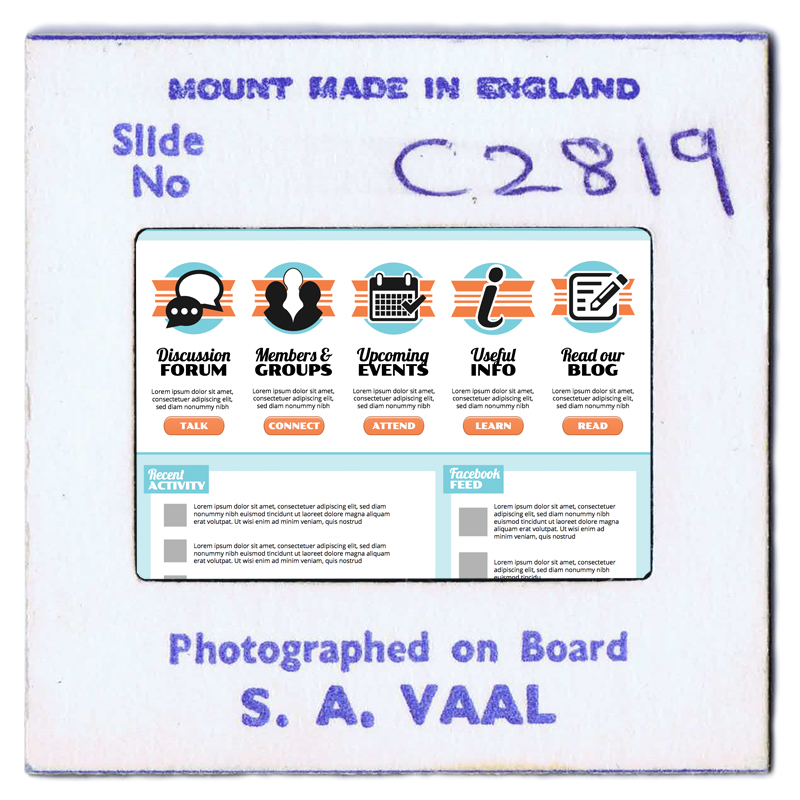 MOUNT MADE IN ENGLAND
Slide
No
C2819
Discussion
FORUM
Lorem ipsum dolor sit amet,
consectetuer adipiscing elit,
sed diam nonummy nibh
TALK
Members &
GROUPS
Lorem ipsum dolor sit amet,
consectetuer adipiscing elit,
sed diam nonummy nibh
CONNECT
Upcoming
EVENTS
Lorem ipsum dolor sit amet,
consectetuer adipiscing elit,
sed diam nonummy nibh
ATTEND
Useful
INFO
Lorem ipsum dolor sit amet,
consectetuer adipiscing elit,
sed diam nonummy nibh
LEARN
Read our
BLOG
Lorem ipsum dolor sit amet,
consectetuer adipiscing elit,
sed diam nonummy nibh
READ
Recent
ACTIVITY
Lorem ipsum dolor sit amet, consectetuer adipiscing elit, sed diam
nonummy nibh euismod tincidunt ut laoreet dolore magna aliquam
erat volutpat. Ut wisi enim ad minim veniam, quis nostrud
Lorem ipsum dolor sit amet, consectetuer adipiscing elit, sed diam
nonummy nibh euismod tincidunt ut laoreet dolore magna aliquam
erat volutpat. Ut wisi enim ad minim veniam, quis nostrud
Facebook
FEED
Lorem ipsum dolor sit amet, consectetuer
adipiscing elit, sed diam nonummy nibh
euismod tincidunt ut laoreet dolore magna
aliquam erat volutpat. Ut wisi enim ad
minim veniam, quis nostrud
Lorem ipsum dolor sit amet, consectetuer
adipiscing elit, sed diam nonummy nibh
euismod tincidu
Photographed on Board
S. A. VAAL